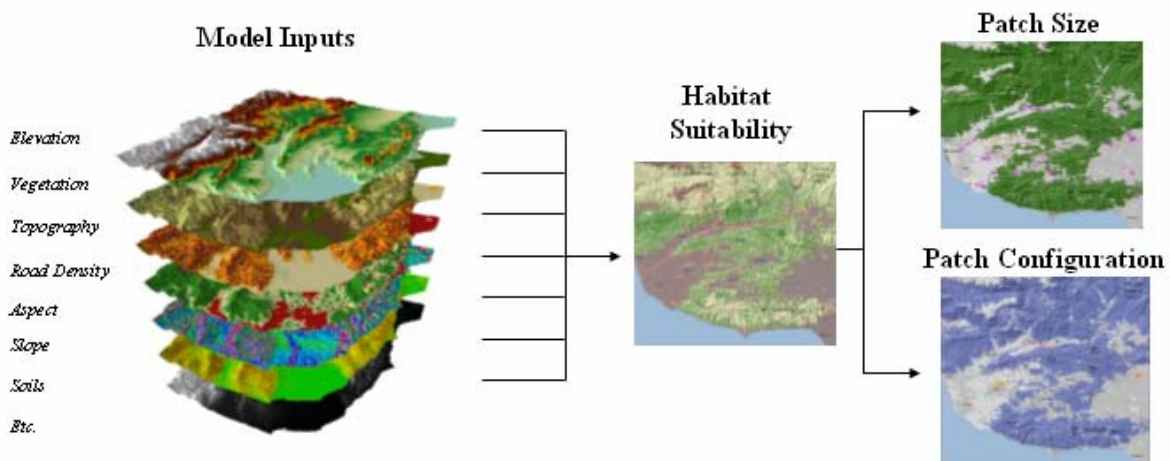 Model Inputs
Elevation
Vegetation
Topography
Road Density
Aspect
Slope
Soils
Etc.
Habitat
Suitability
Patch Size
Patch Configuration